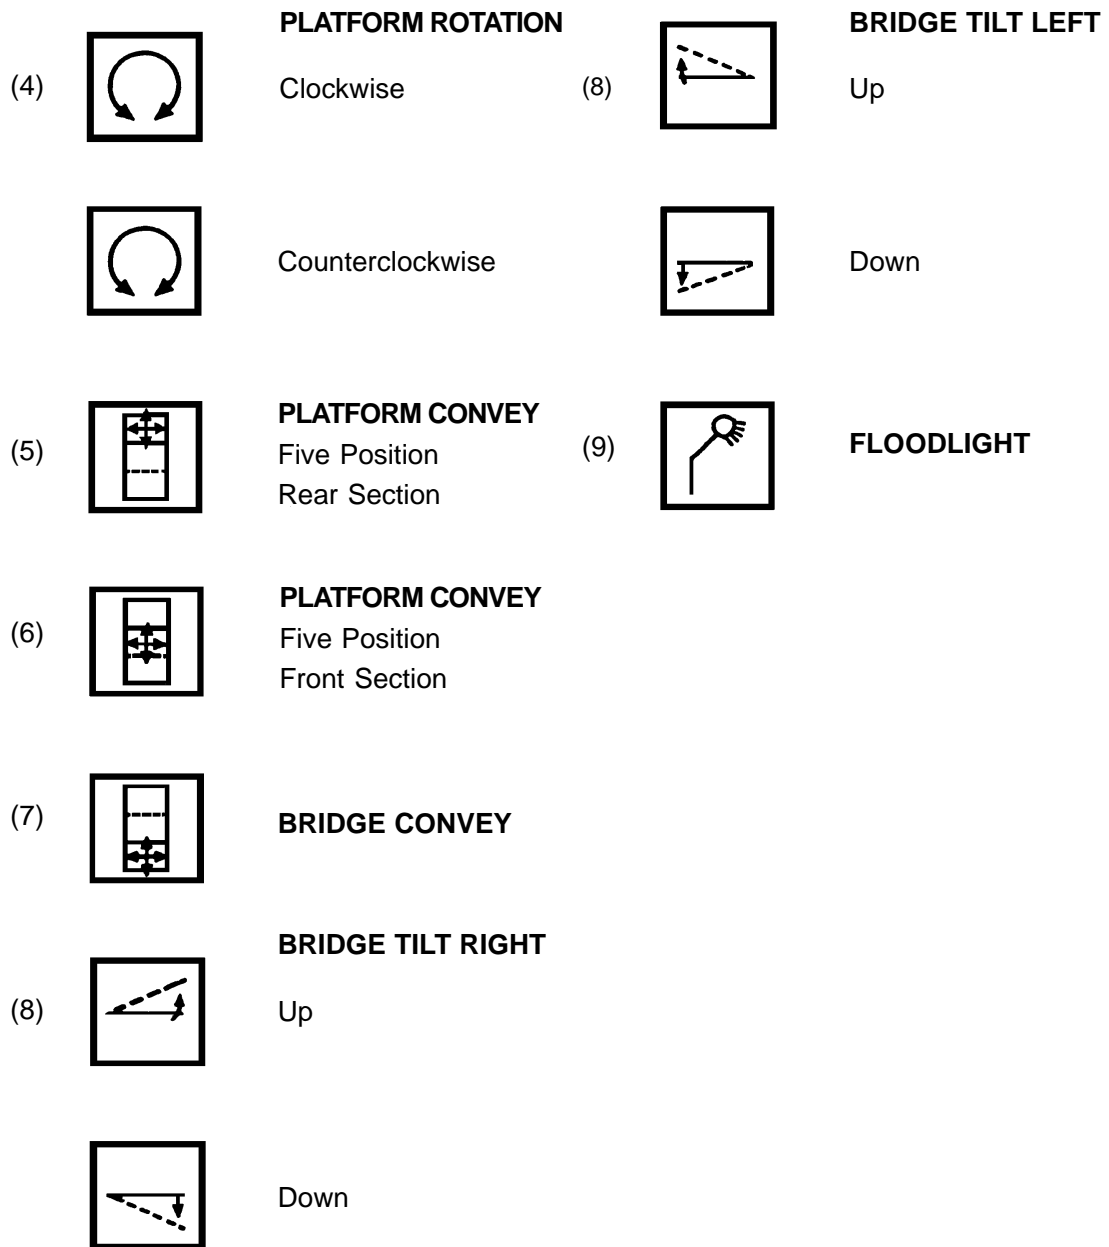 PLATFORM ROTATION
(4)
Clockwise
Counterclockwise
(5)
PLATFORM CONVEY
Five Position
Rear Section
(6)
PLATFORM CONVEY
Five Position
Front Section
(7)
BRIDGE CONVEY
BRIDGE TILT RIGHT
(8)
Up
Down
BRIDGE TILT LEFT
(8)
Up
Down
(9)
FLOODLIGHT